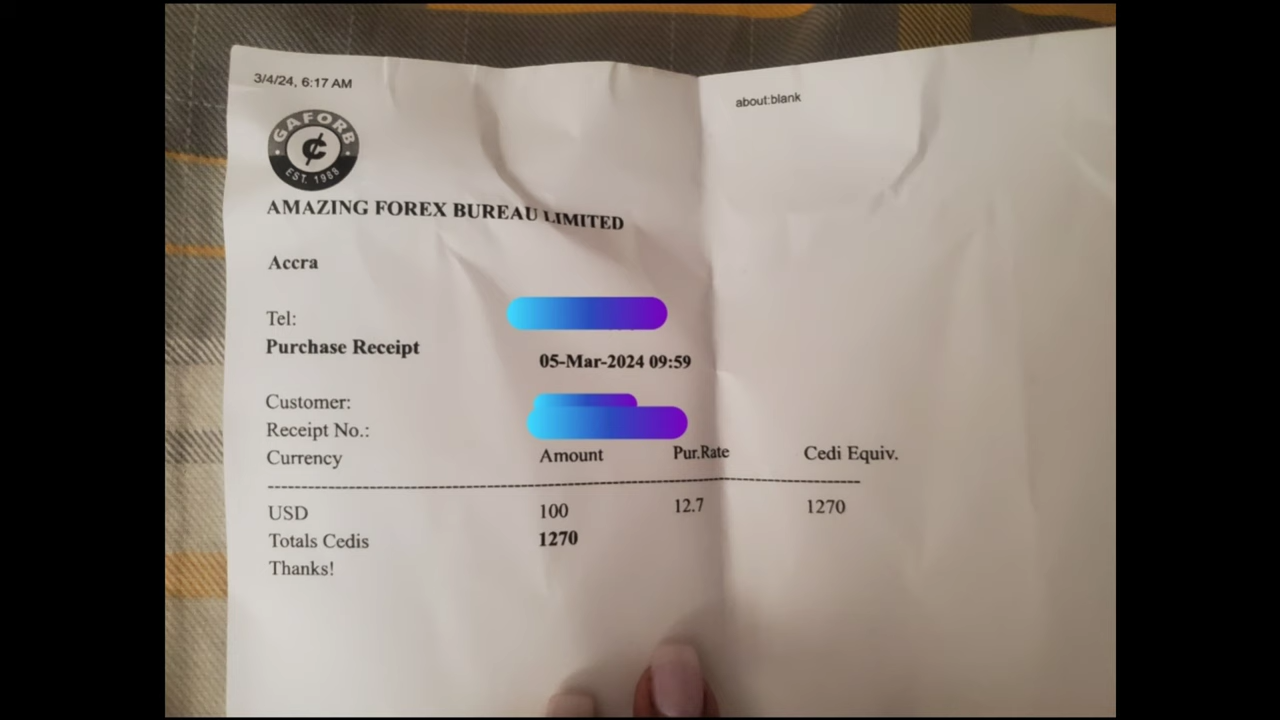 3/4/24, 6:17 AM
about:blank
GAFORB
¢
EST. 1988
AMAZING FOREX BUREAU LIMITED
Accra
Tel:
Purchase Receipt
05-Mar-2024 09:59
Customer:
Receipt No.:
Currency Amount Pur.Rate Cedi Equiv.
--------------------------------------------------------------------------------
USD 100 12.7 1270
Totals Cedis 1270
Thanks!